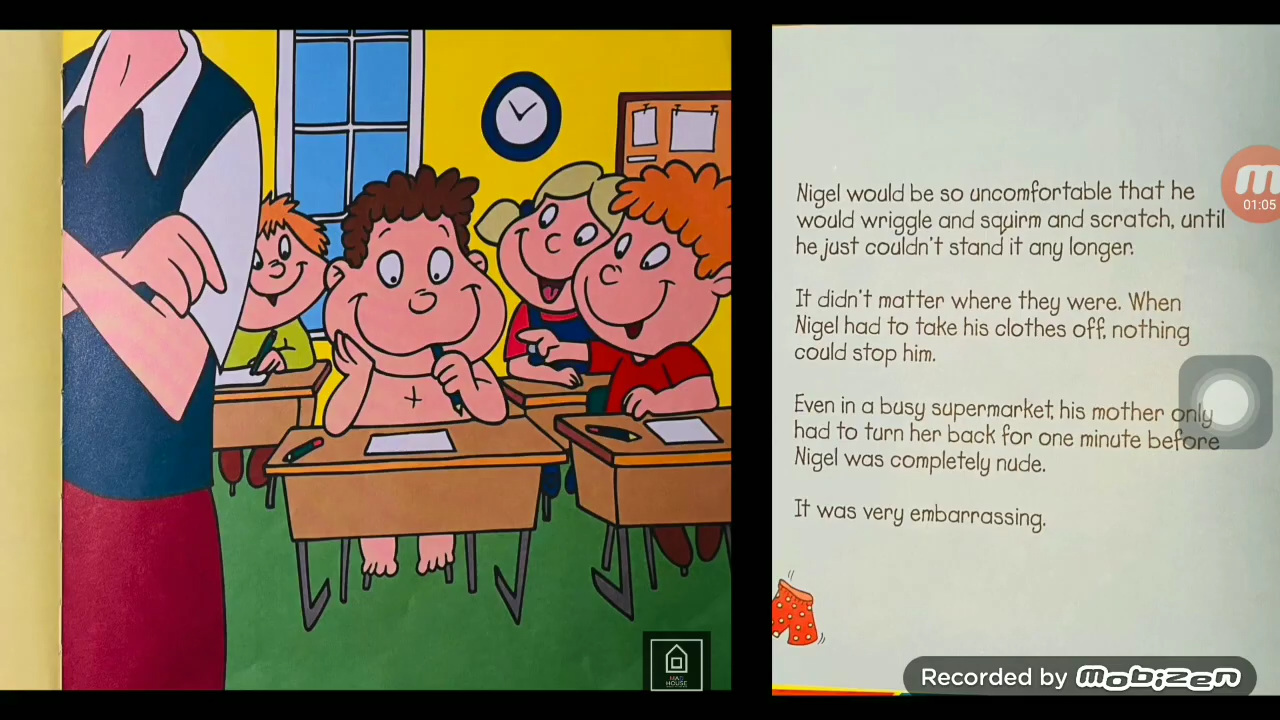 Nigel would be so uncomfortable that he
would wriggle and squirm and scratch, until
he just couldn't stand it any longer.
It didn't matter where they were. When
Nigel had to take his clothes off, nothing
could stop him.
Even in a busy supermarket, his mother only
had to turn her back for one minute before
Nigel was completely nude.
It was very embarrassing.
01:05
MAD
HOUSE
Recorded by Mobizen